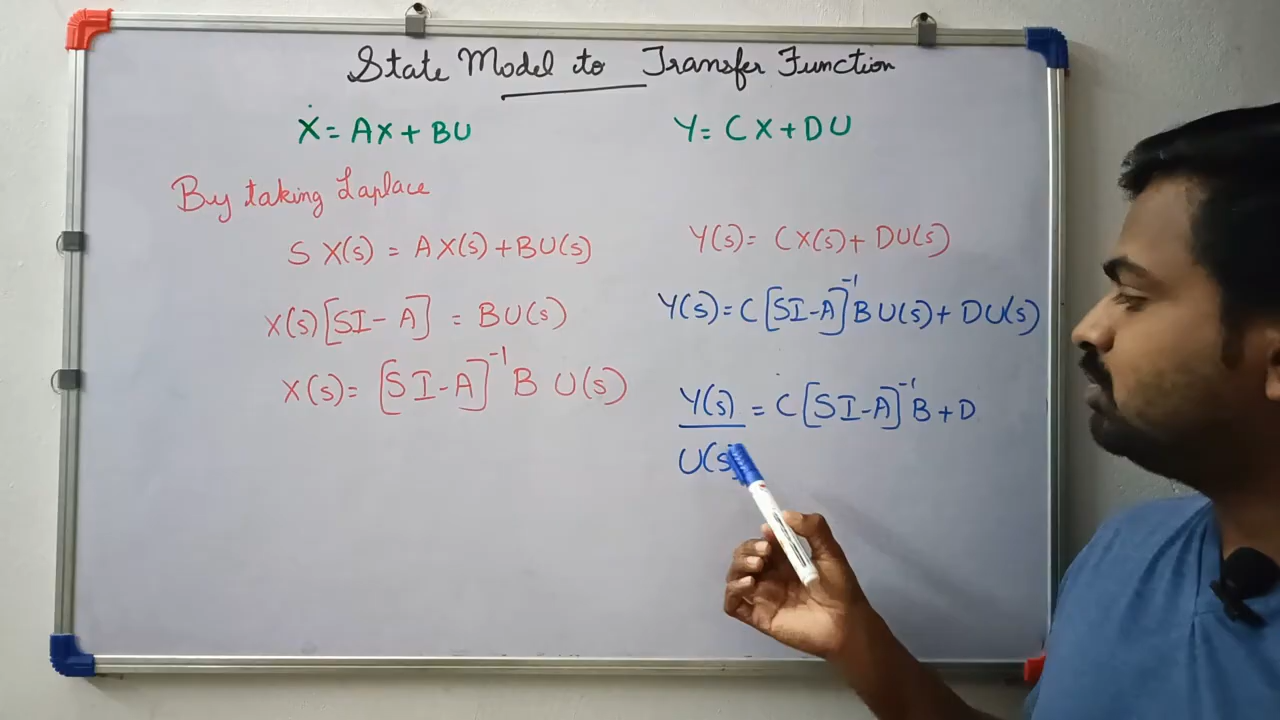 State Model to Transfer Function
Ẋ = AX + BU
Y = CX + DU
By taking Laplace
S X(s) = AX(s) + BU(s)
X(s)[SI - A] = BU(s)
X(s) = [SI - A]⁻¹ B U(s)
Y(s) = CX(s) + DU(s)
Y(s) = C[SI - A]⁻¹ B U(s) + DU(s)
Y(s)/U(s) = C[SI - A]⁻¹ B + D